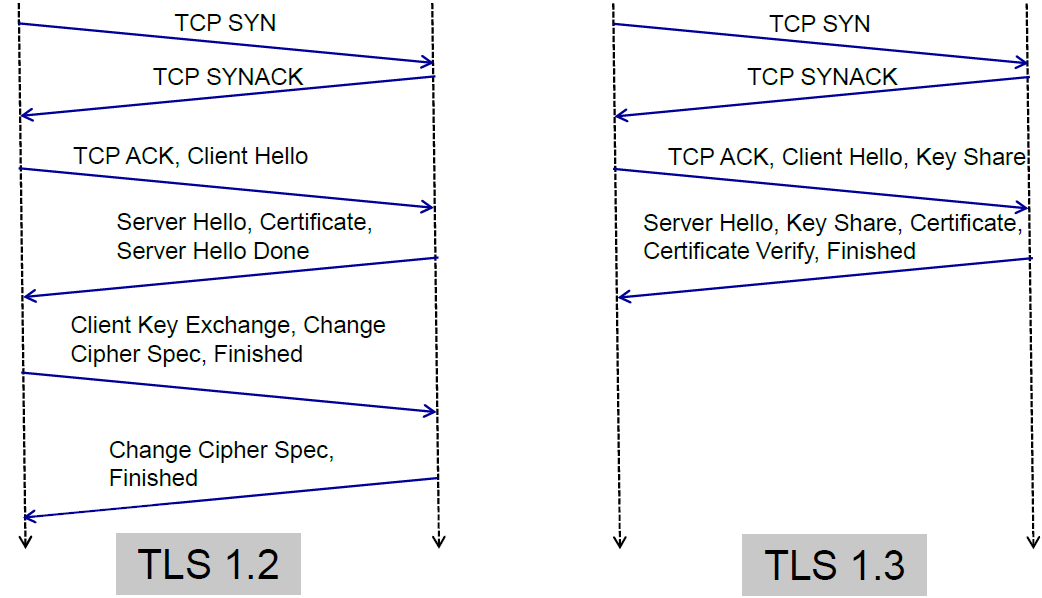 TCP SYN
TCP SYNACK
TCP ACK, Client Hello
Server Hello, Certificate,
Server Hello Done
Client Key Exchange, Change
Cipher Spec, Finished
Change Cipher Spec,
Finished
TLS 1.2
TCP SYN
TCP SYNACK
TCP ACK, Client Hello, Key Share
Server Hello, Key Share, Certificate,
Certificate Verify, Finished
TLS 1.3